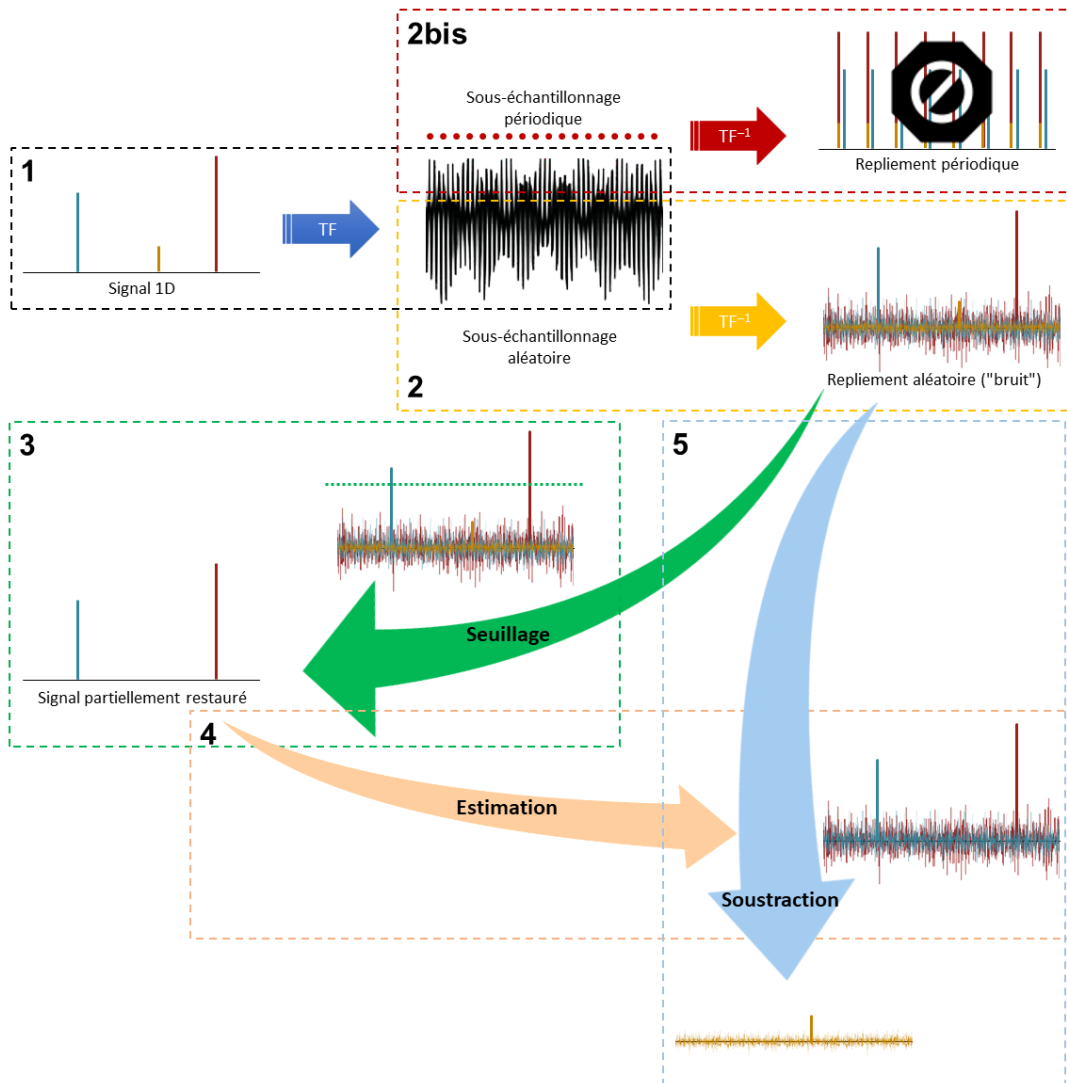 2bis
Sous-échantillonnage
périodique
TF⁻¹
Repliement périodique
1
TF
Signal 1D
Sous-échantillonnage
aléatoire
TF⁻¹
2
Repliement aléatoire ("bruit")
3
5
Seuillage
Signal partiellement restauré
4
Estimation
Soustraction